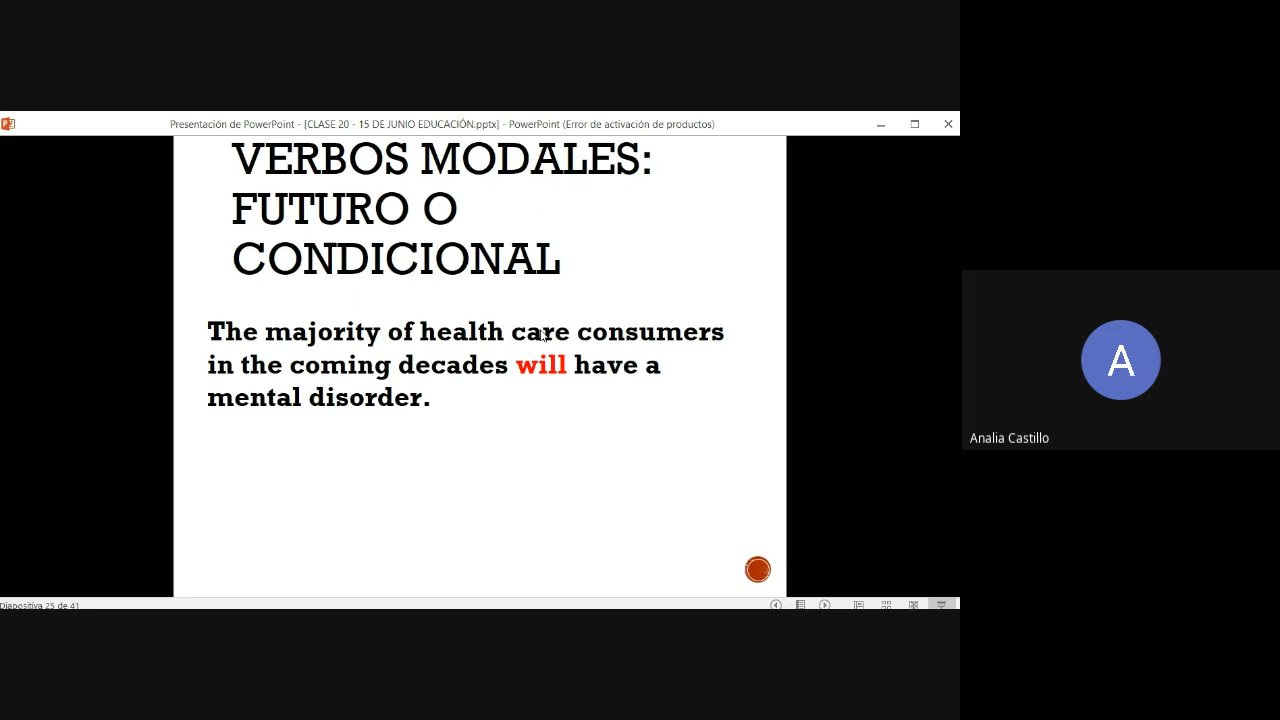 Presentación de PowerPoint - [CLASE 20 - 15 DE JUNIO EDUCACIÓN.pptx] - PowerPoint (Error de activación de productos)
VERBOS MODALES:
FUTURO O
CONDICIONAL
The majority of health care consumers
in the coming decades will have a
mental disorder.
Diapositiva 25 de 41
A
Analia Castillo